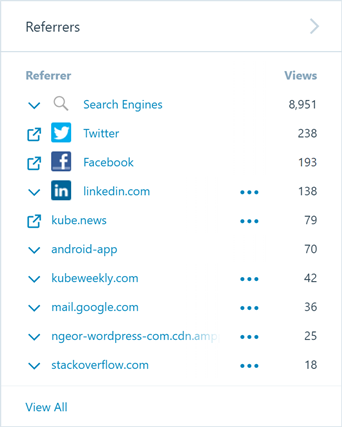 Referrers
Referrer Views
Search Engines 8,951
Twitter 238
Facebook 193
linkedin.com ••• 138
kube.news ••• 79
android-app 70
kubeweekly.com ••• 42
mail.google.com ••• 36
ngeor-wordpress-com.cdn.amp ••• 25
stackoverflow.com ••• 18
View All